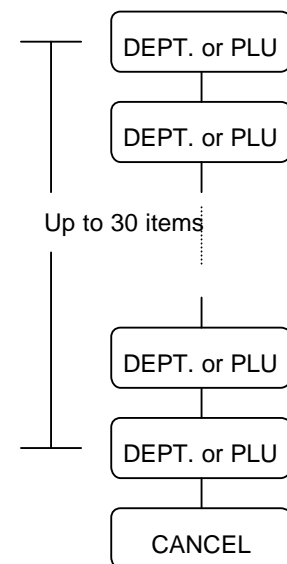 DEPT. or PLU
DEPT. or PLU
Up to 30 items
DEPT. or PLU
DEPT. or PLU
CANCEL